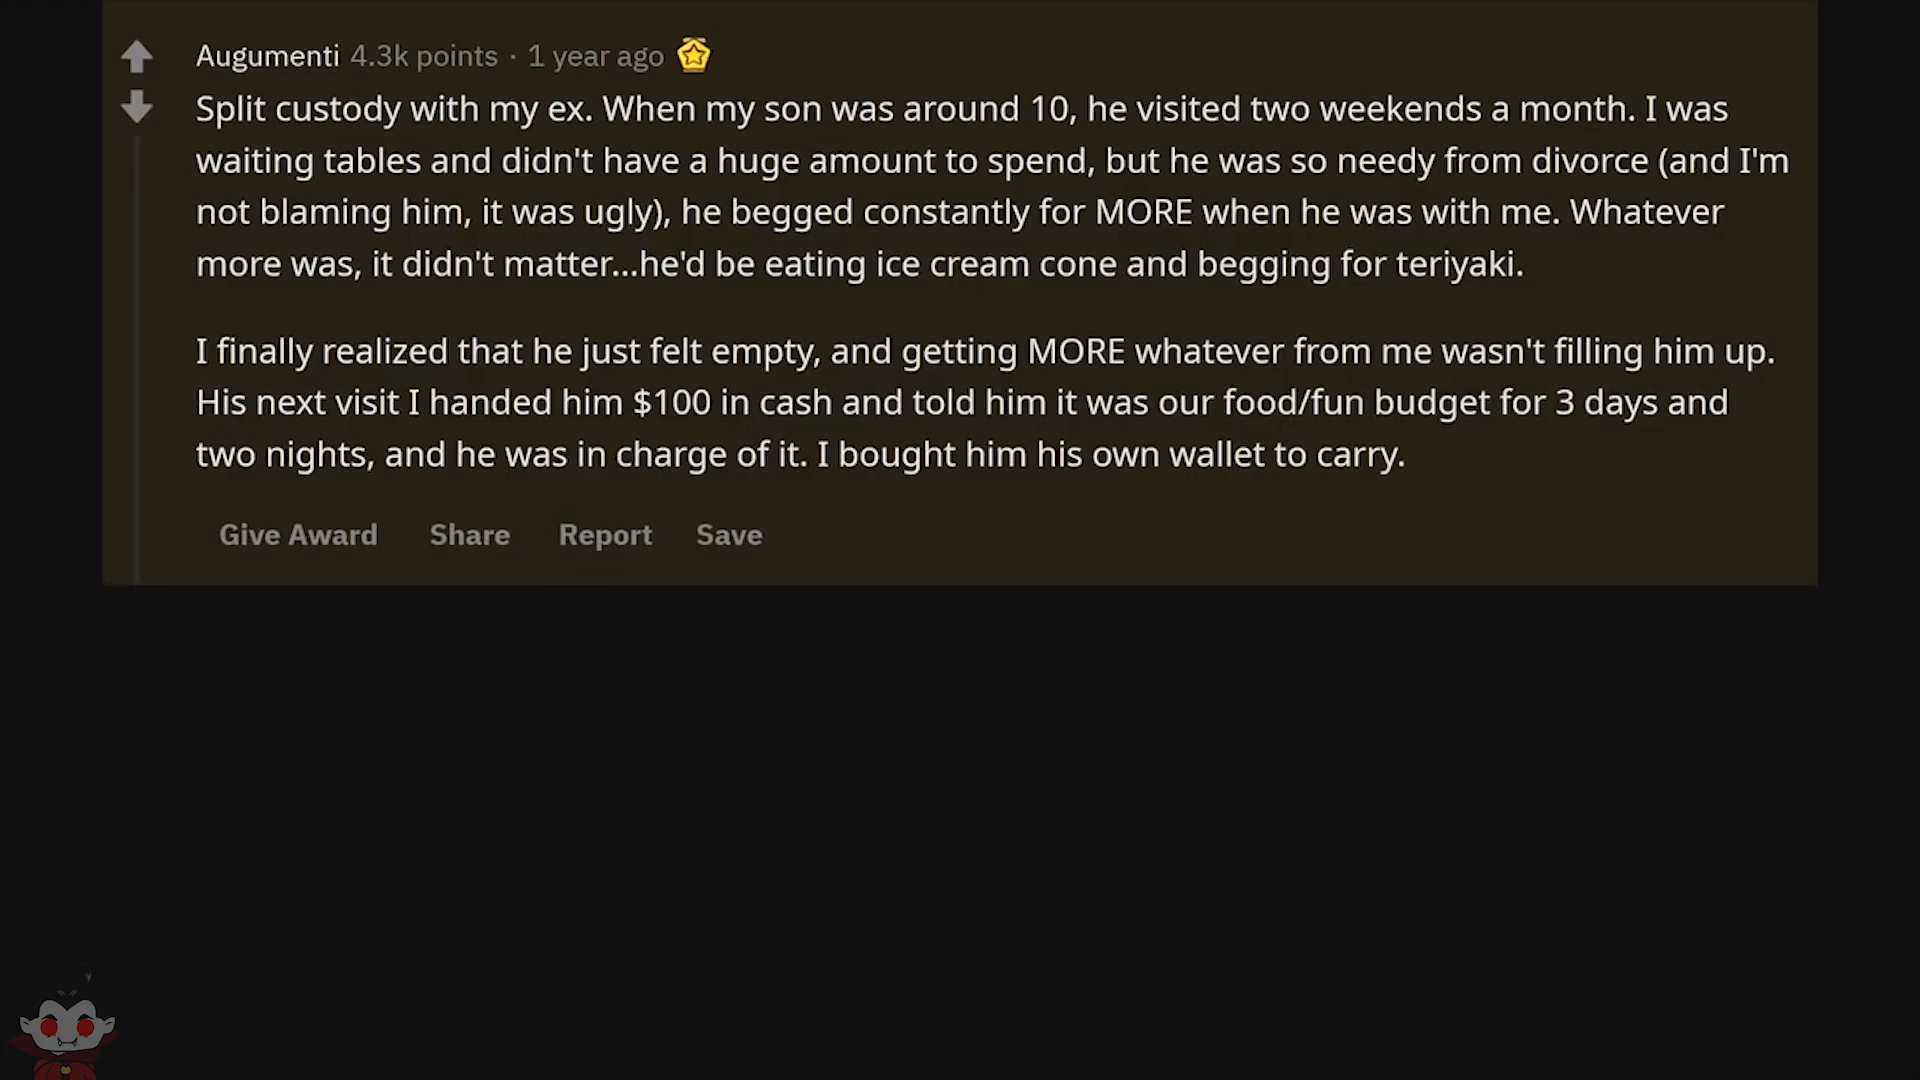 Augumenti 4.3k points · 1 year ago
Split custody with my ex. When my son was around 10, he visited two weekends a month. I was
waiting tables and didn't have a huge amount to spend, but he was so needy from divorce (and I'm
not blaming him, it was ugly), he begged constantly for MORE when he was with me. Whatever
more was, it didn't matter...he'd be eating ice cream cone and begging for teriyaki.
I finally realized that he just felt empty, and getting MORE whatever from me wasn't filling him up.
His next visit I handed him $100 in cash and told him it was our food/fun budget for 3 days and
two nights, and he was in charge of it. I bought him his own wallet to carry.
Give Award Share Report Save